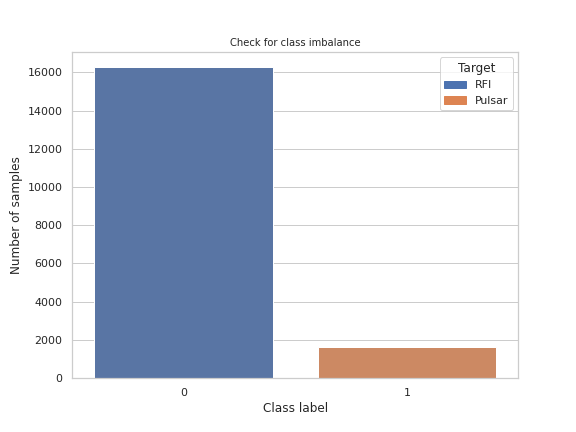 Check for class imbalance
Target
RFI
Pulsar
Number of samples
16000
14000
12000
10000
8000
6000
4000
2000
0
0
1
Class label